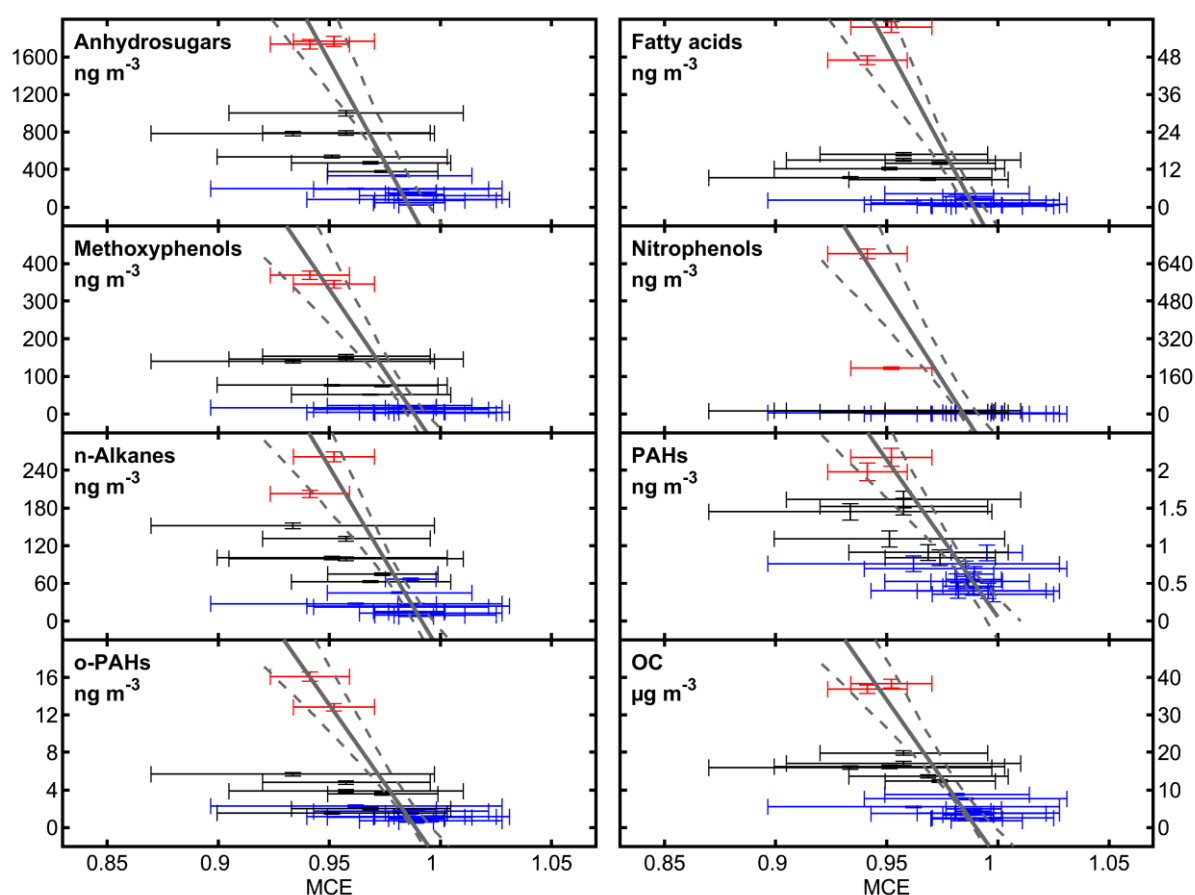 Anhydrosugars
ng m⁻³
1600
1200
800
400
0
Fatty acids
ng m⁻³
48
36
24
12
0
Methoxyphenols
ng m⁻³
400
300
200
100
0
Nitrophenols
ng m⁻³
640
480
320
160
0
n-Alkanes
ng m⁻³
240
180
120
60
0
PAHs
ng m⁻³
2
1.5
1
0.5
0
o-PAHs
ng m⁻³
16
12
8
4
0
OC
µg m⁻³
40
30
20
10
0
0.85 0.9 0.95 1 1.05
MCE
0.85 0.9 0.95 1 1.05
MCE